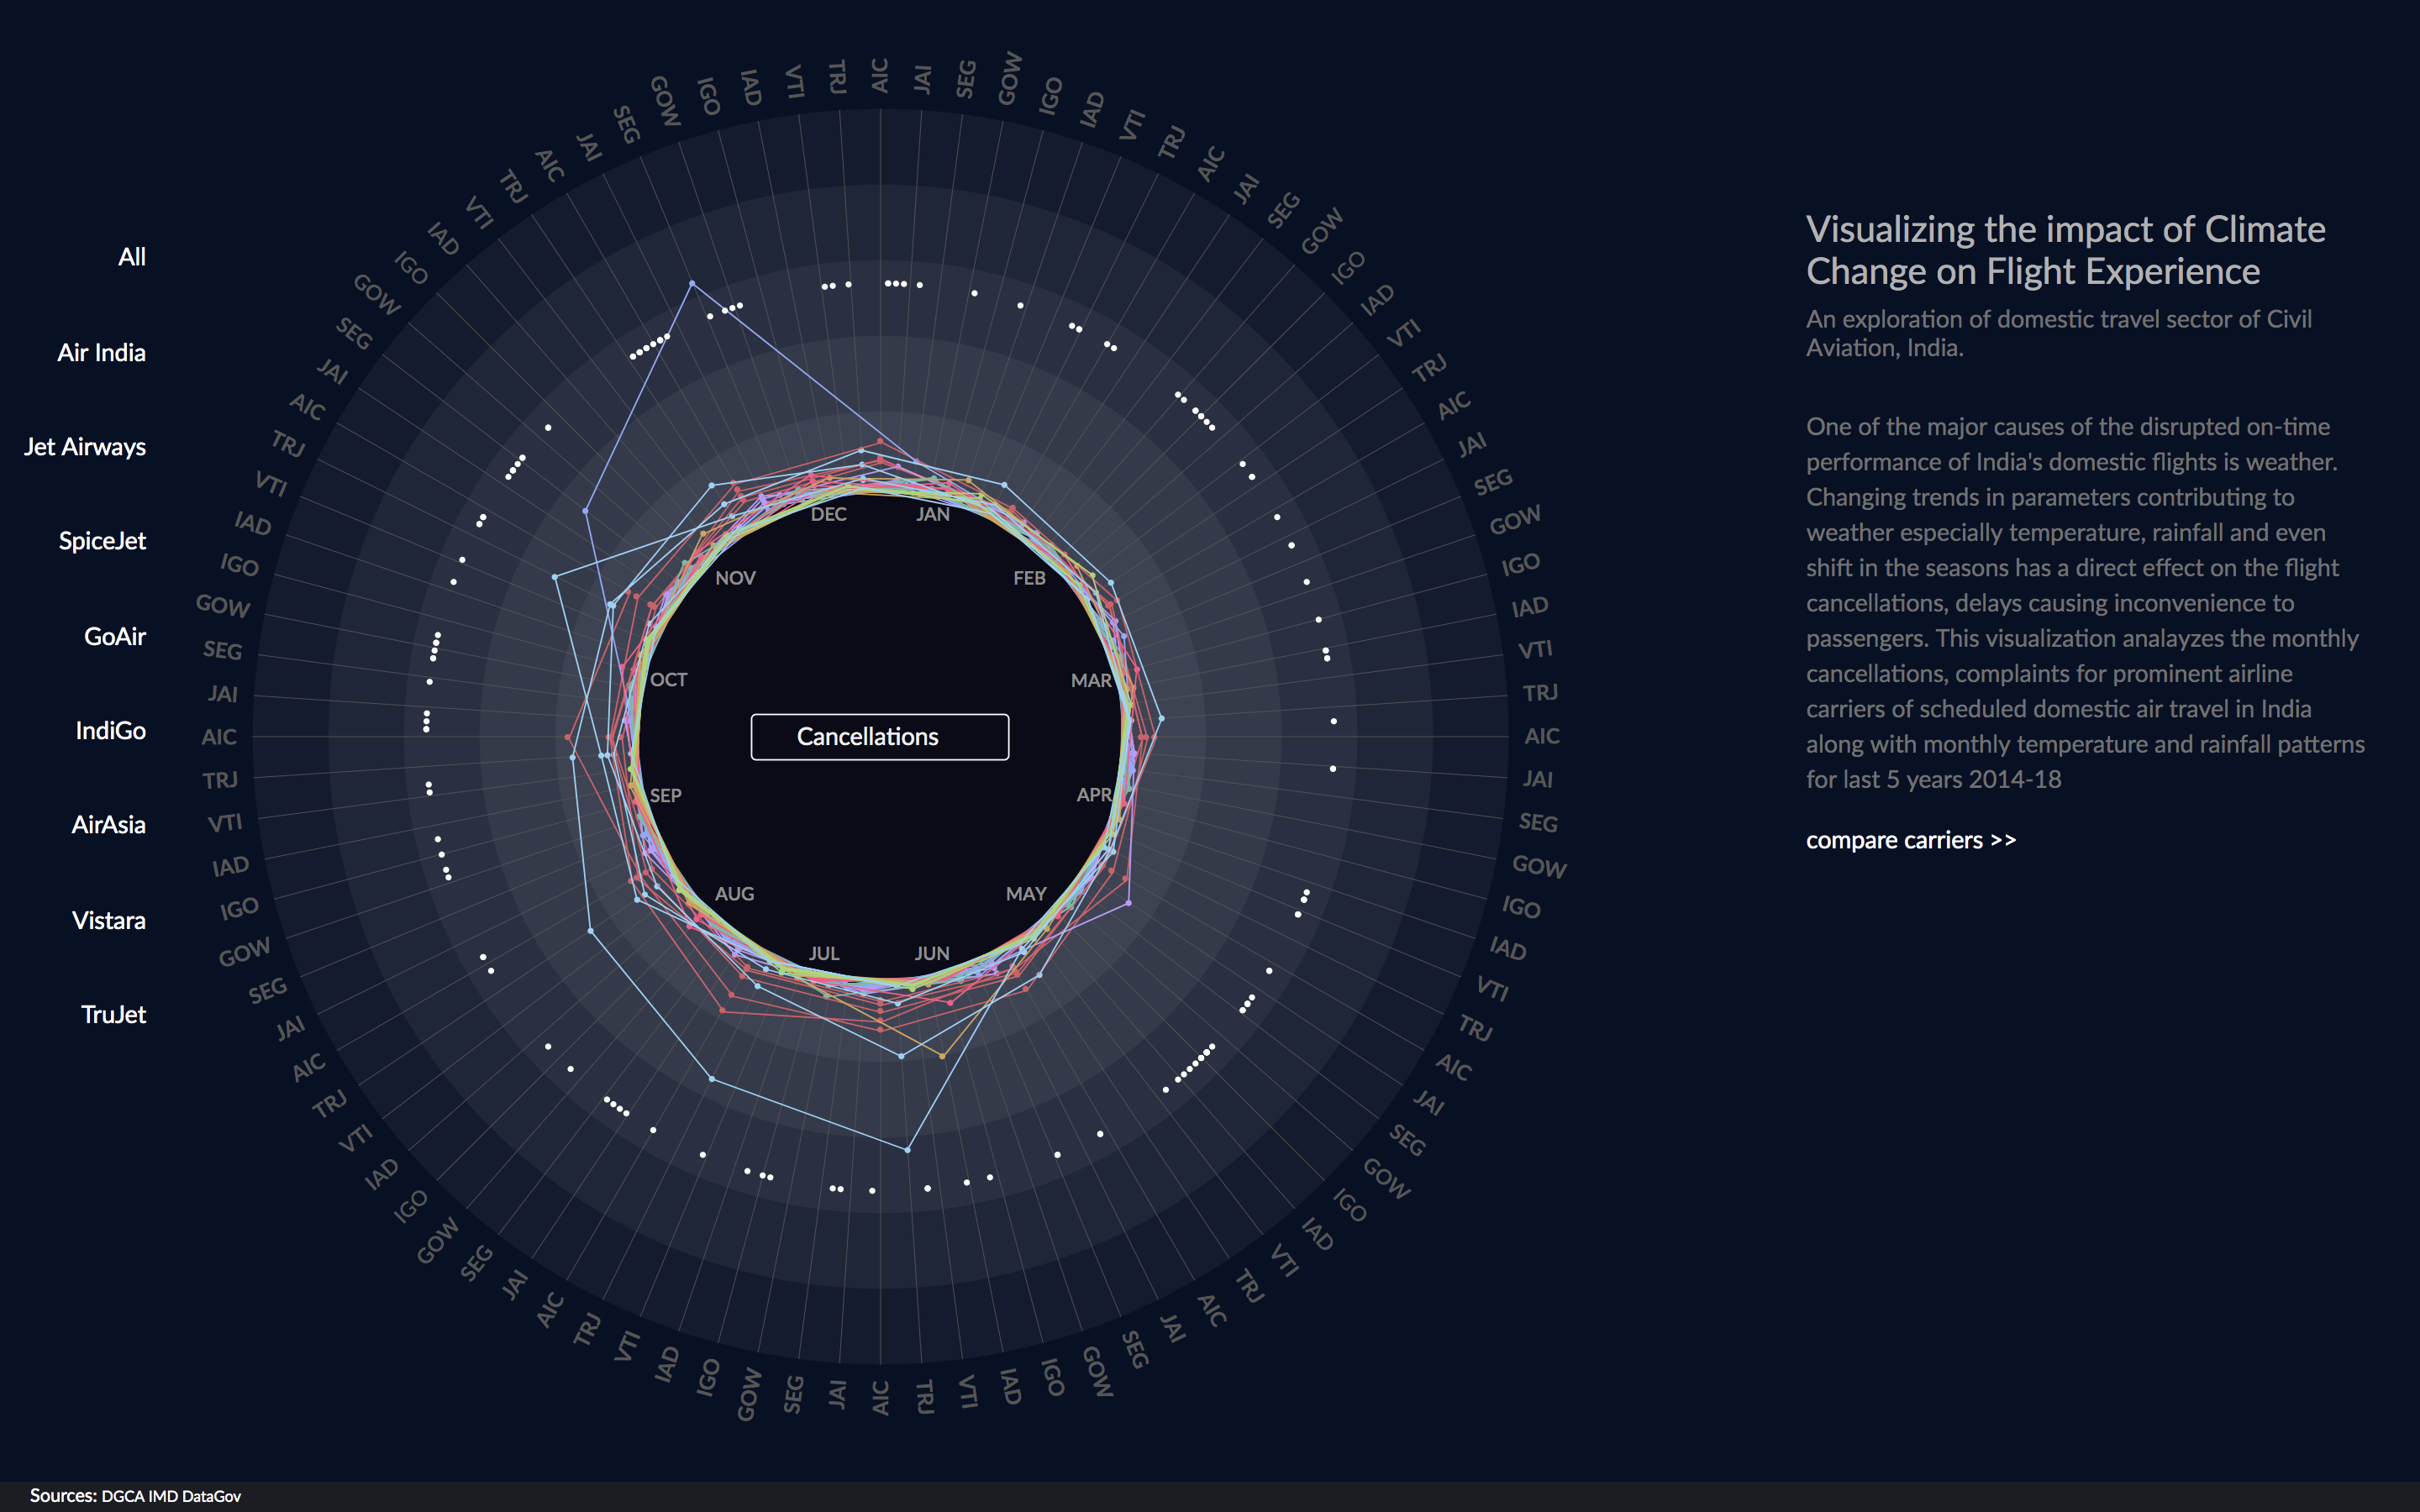 All
Air India
Jet Airways
SpiceJet
GoAir
IndiGo
AirAsia
Vistara
TruJet
AIC
JAI
SEG
GOW
IGO
IAD
VTI
TRJ
AIC
JAI
SEG
GOW
IGO
IAD
VTI
TRJ
AIC
JAI
SEG
GOW
IGO
IAD
VTI
TRJ
AIC
JAI
SEG
GOW
IGO
IAD
VTI
TRJ
AIC
JAI
SEG
GOW
IGO
IAD
VTI
TRJ
AIC
JAI
SEG
GOW
IGO
IAD
VTI
TRJ
AIC
JAI
SEG
GOW
IGO
IAD
VTI
TRJ
AIC
JAI
SEG
GOW
IGO
IAD
VTI
TRJ
AIC
JAI
SEG
GOW
IGO
IAD
VTI
TRJ
AIC
JAI
SEG
GOW
IGO
IAD
VTI
TRJ
AIC
JAI
SEG
GOW
IGO
IAD
VTI
TRJ
AIC
JAI
SEG
GOW
IGO
IAD
VTI
TRJ
JAN
FEB
MAR
APR
MAY
JUN
JUL
AUG
SEP
OCT
NOV
DEC
Cancellations
Visualizing the impact of Climate
Change on Flight Experience
An exploration of domestic travel sector of Civil
Aviation, India.
One of the major causes of the disrupted on-time
performance of India's domestic flights is weather.
Changing trends in parameters contributing to
weather especially temperature, rainfall and even
shift in the seasons has a direct effect on the flight
cancellations, delays causing inconvenience to
passengers. This visualization analayzes the monthly
cancellations, complaints for prominent airline
carriers of scheduled domestic air travel in India
along with monthly temperature and rainfall patterns
for last 5 years 2014-18
compare carriers >>
Sources: DGCA IMD DataGov